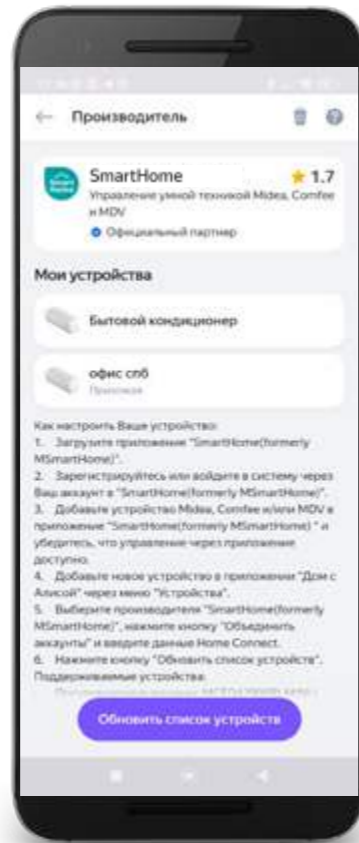 Производитель
SmartHome
1.7
Управление умной техникой Midea, Comfee
и MDV
Официальный партнер
Мои устройства
Бытовой кондиционер
офис спб
Прихожая
Как настроить Ваше устройство:
1. Загрузите приложение "SmartHome(formerly
MSmartHome)".
2. Зарегистрируйтесь или войдите в систему через
Ваш аккаунт в "SmartHome(formerly MSmartHome)".
3. Добавьте устройство Midea, Comfee и/или MDV в
приложение "SmartHome(formerly MSmartHome) " и
убедитесь, что управление через приложение
доступно.
4. Добавьте новое устройство в приложении "Дом с
Алисой" через меню "Устройства".
5. Выберите производителя "SmartHome(formerly
MSmartHome)", нажмите кнопку "Объединить
аккаунты" и введите данные Home Connect.
6. Нажмите кнопку "Обновить список устройств".
Поддерживаемые устройства:
Обновить список устройств